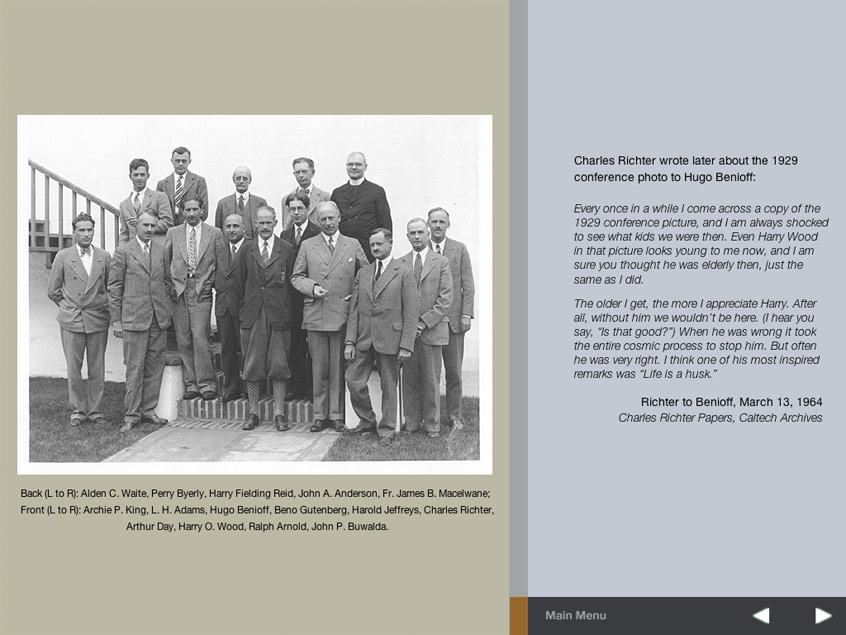 Charles Richter wrote later about the 1929
conference photo to Hugo Benioff:
Every once in a while I come across a copy of the
1929 conference picture, and I am always shocked
to see what kids we were then. Even Harry Wood
in that picture looks young to me now, and I am
sure you thought he was elderly then, just the
same as I did.
The older I get, the more I appreciate Harry. After
all, without him we wouldn't be here. (I hear you
say, “Is that good?”) When he was wrong it took
the entire cosmic process to stop him. But often
he was very right. I think one of his most inspired
remarks was “Life is a husk.”
Richter to Benioff, March 13, 1964
Charles Richter Papers, Caltech Archives
Back (L to R): Alden C. Waite, Perry Byerly, Harry Fielding Reid, John A. Anderson, Fr. James B. Macelwane;
Front (L to R): Archie P. King, L. H. Adams, Hugo Benioff, Beno Gutenberg, Harold Jeffreys, Charles Richter,
Arthur Day, Harry O. Wood, Ralph Arnold, John P. Buwalda.
Main Menu